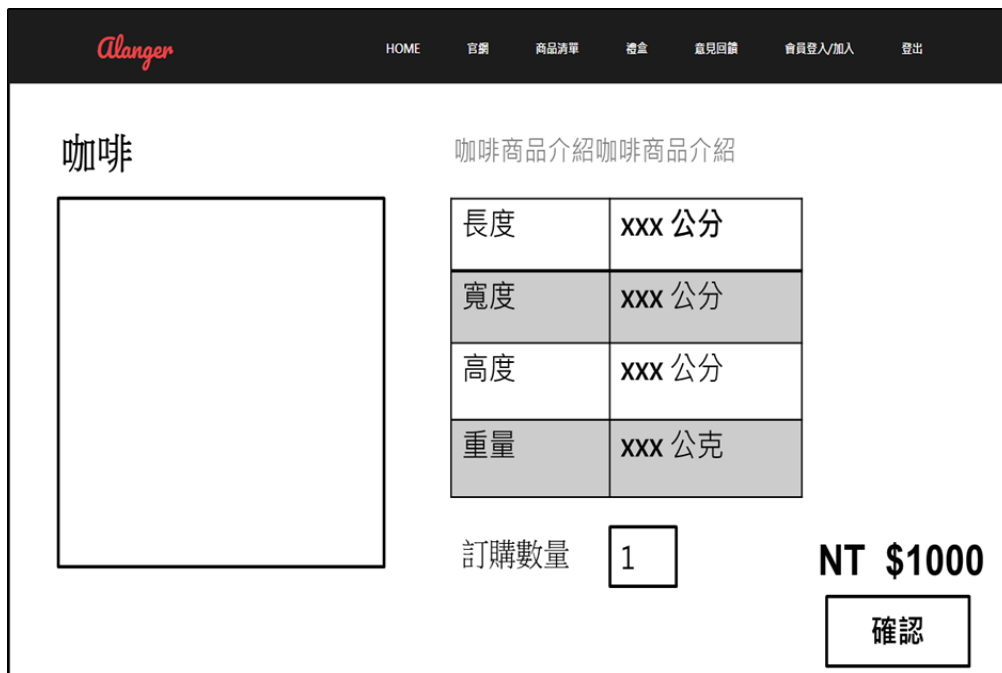 Alanger
HOME 官網 商品清單 禮盒 意見回饋 會員登入/加入 登出
咖啡
咖啡商品介紹咖啡商品介紹
長度 xxx 公分
寬度 xxx 公分
高度 xxx 公分
重量 xxx 公克
訂購數量 1
NT $1000
確認